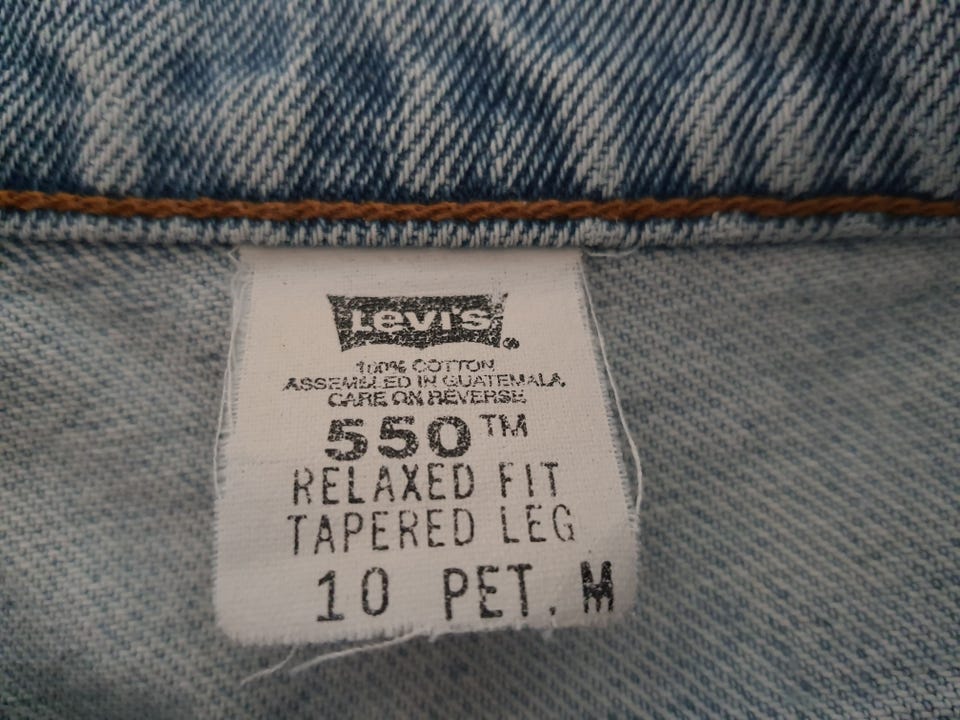 Levi's®
100% COTTON
ASSEMBLED IN GUATEMALA
CARE ON REVERSE
550™
RELAXED FIT
TAPERED LEG
10 PET. M